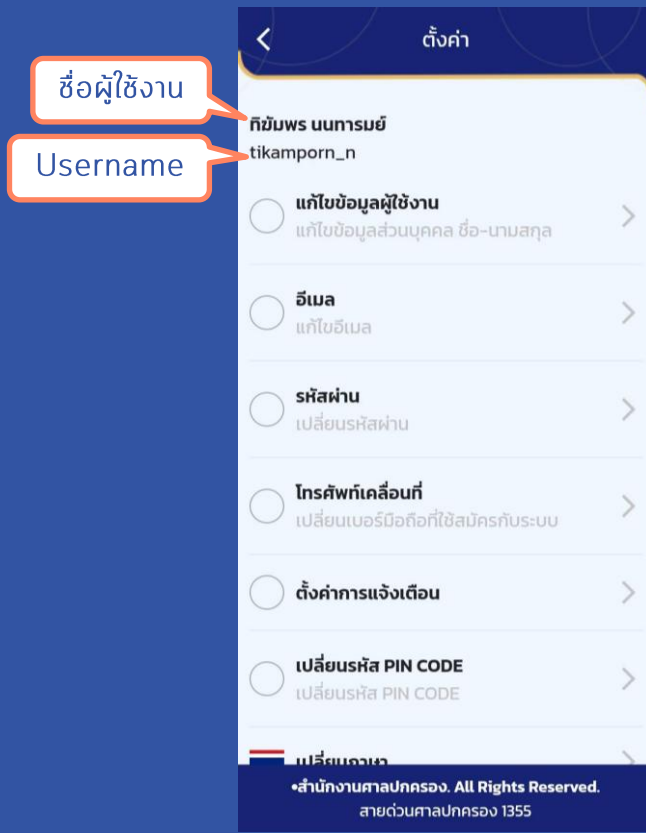 ตั้งค่า
ชื่อผู้ใช้งาน
ทิฆัมพร นนทารมย์
Username
tikamporn_n
แก้ไขข้อมูลผู้ใช้งาน
แก้ไขข้อมูลส่วนบุคคล ชื่อ-นามสกุล
อีเมล
แก้ไขอีเมล
รหัสผ่าน
เปลี่ยนรหัสผ่าน
โทรศัพท์เคลื่อนที่
เปลี่ยนเบอร์มือถือที่ใช้สมัครกับระบบ
ตั้งค่าการแจ้งเตือน
เปลี่ยนรหัส PIN CODE
เปลี่ยนรหัส PIN CODE
เปลี่ยนภาษา
•สำนักงานศาลปกครอง. All Rights Reserved.
สายด่วนศาลปกครอง 1355